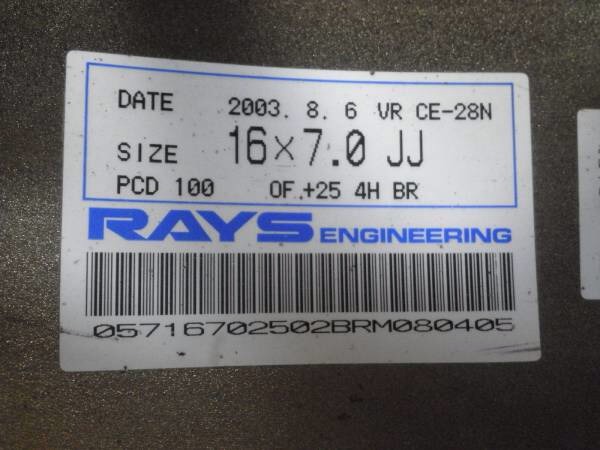 DATE 2003. 8. 6 VR CE-28N
SIZE 16×7.0 JJ
PCD 100 OF.+25 4H BR
RAYS ENGINEERING
05716702502BRM080405